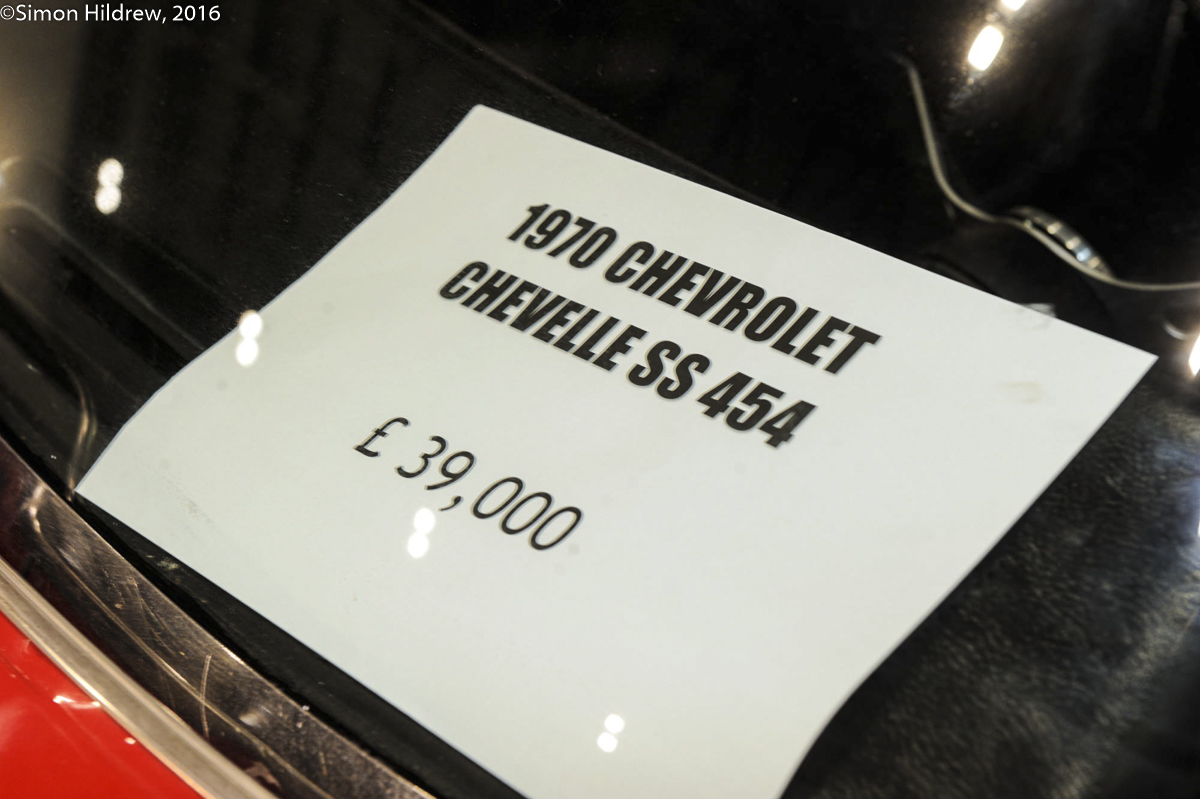 ©Simon Hildrew, 2016
1970 CHEVROLET
CHEVELLE SS 454
£ 39,000